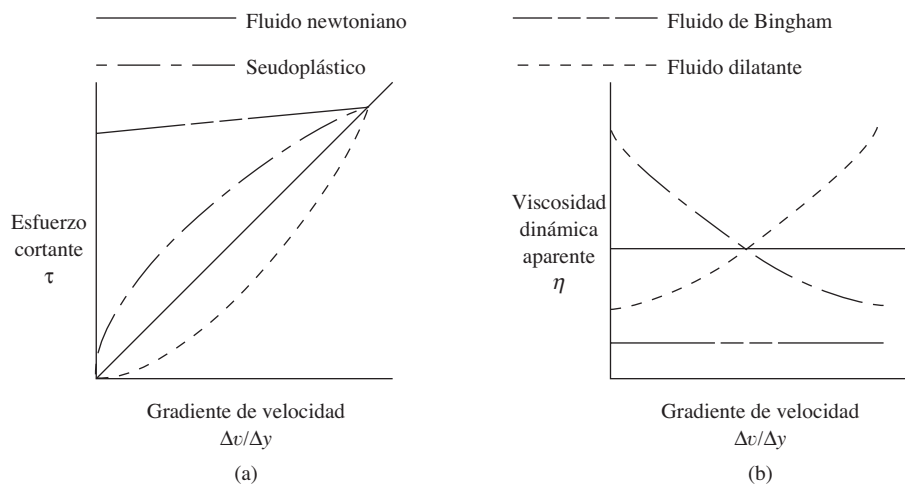 Fluido newtoniano
Seudoplástico
Fluido de Bingham
Fluido dilatante
Esfuerzo
cortante
τ
Gradiente de velocidad
Δv/Δy
(a)
Viscosidad
dinámica
aparente
η
Gradiente de velocidad
Δv/Δy
(b)